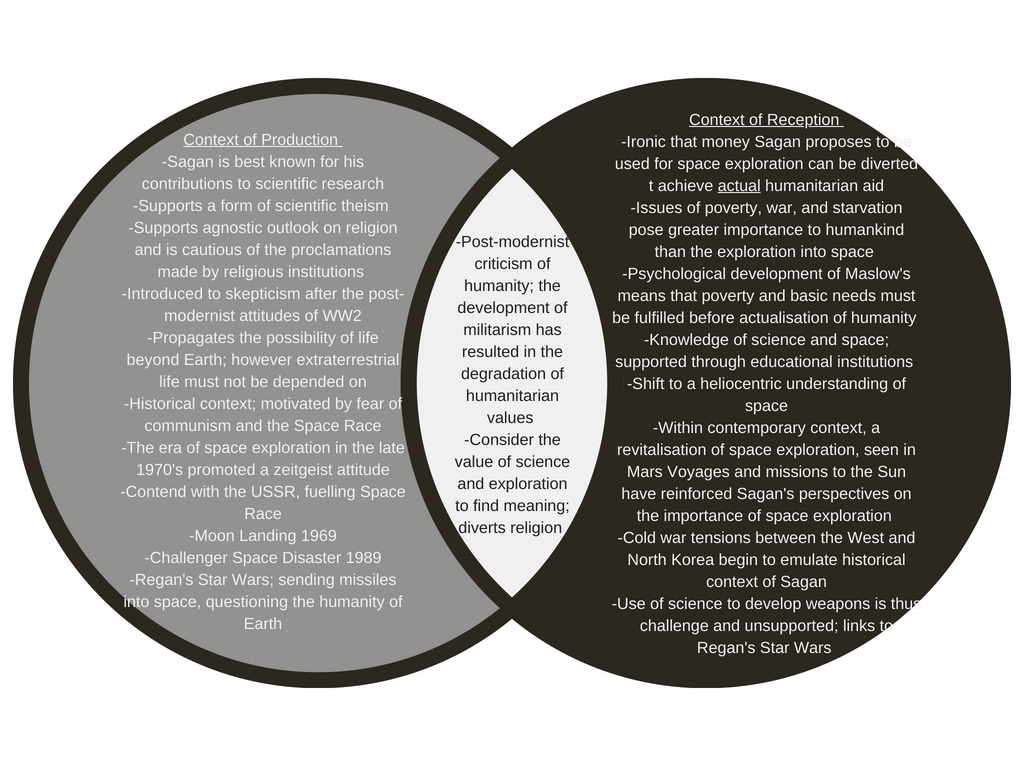 Context of Production
-Sagan is best known for his
contributions to scientific research
-Supports a form of scientific theism
-Supports agnostic outlook on religion
and is cautious of the proclamations
made by religious institutions
-Introduced to skepticism after the post-
modernist attitudes of WW2
-Propagates the possibility of life
beyond Earth; however extraterrestrial
life must not be depended on
-Historical context; motivated by fear of
communism and the Space Race
-The era of space exploration in the late
1970's promoted a zeitgeist attitude
-Contend with the USSR, fuelling Space
Race
-Moon Landing 1969
-Challenger Space Disaster 1989
-Regan's Star Wars; sending missiles
into space, questioning the humanity of
Earth
-Post-modernist
criticism of
humanity; the
development of
militarism has
resulted in the
degradation of
humanitarian
values
-Consider the
value of science
and exploration
to find meaning;
diverts religion
Context of Reception
-Ironic that money Sagan proposes to be
used for space exploration can be diverted
t achieve actual humanitarian aid
-Issues of poverty, war, and starvation
pose greater importance to humankind
than the exploration into space
-Psychological development of Maslow's
means that poverty and basic needs must
be fulfilled before actualisation of humanity
-Knowledge of science and space;
supported through educational institutions
-Shift to a heliocentric understanding of
space
-Within contemporary context, a
revitalisation of space exploration, seen in
Mars Voyages and missions to the Sun
have reinforced Sagan's perspectives on
the importance of space exploration
-Cold war tensions between the West and
North Korea begin to emulate historical
context of Sagan
-Use of science to develop weapons is thus
challenge and unsupported; links to
Regan's Star Wars